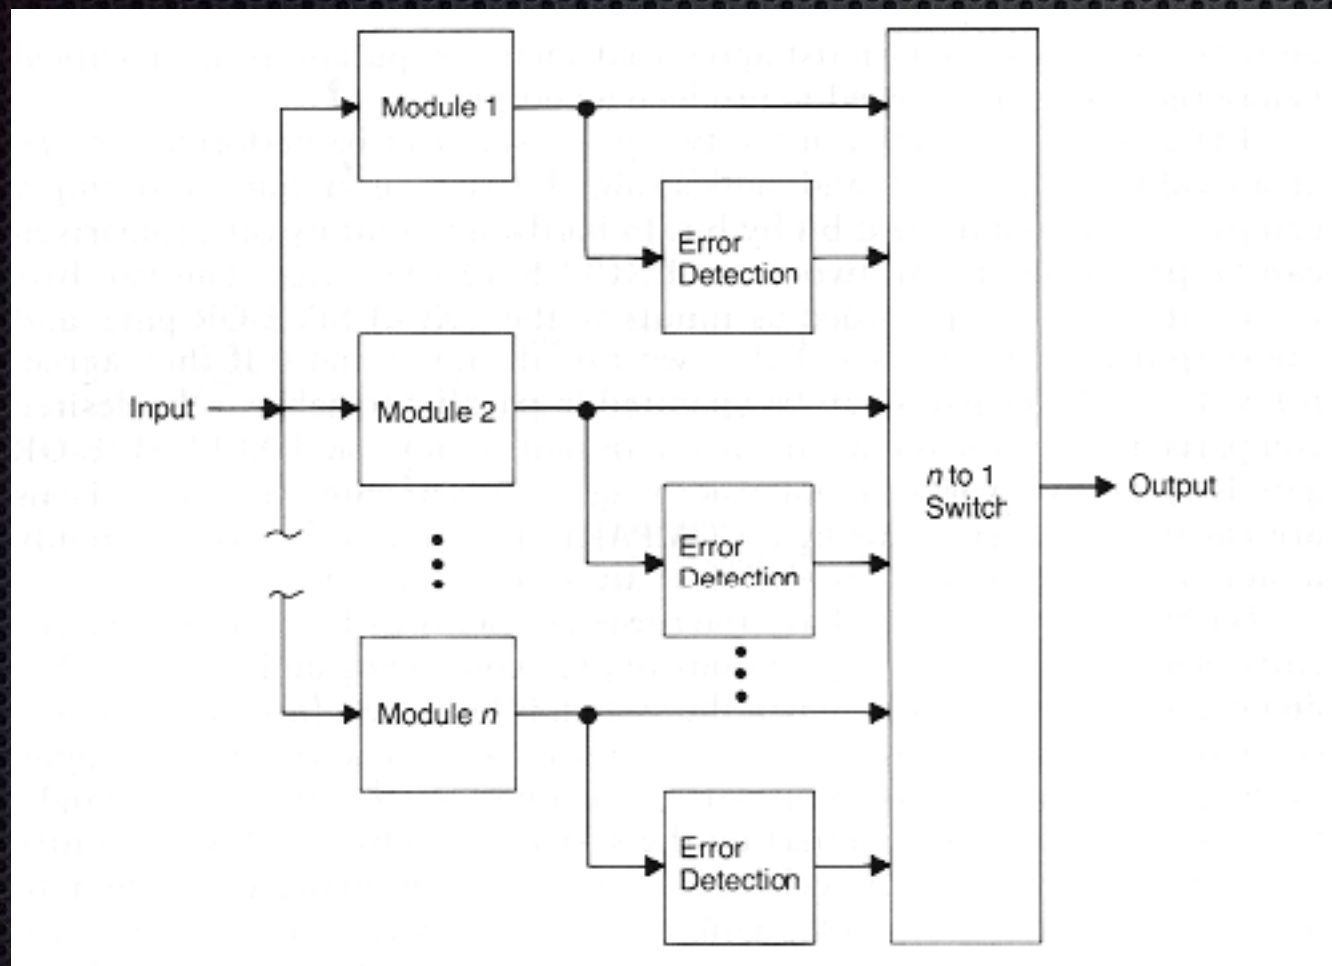 Module 1
Error
Detection
Input
Module 2
n to 1
Switch
Output
Error
Detection
Module n
Error
Detection